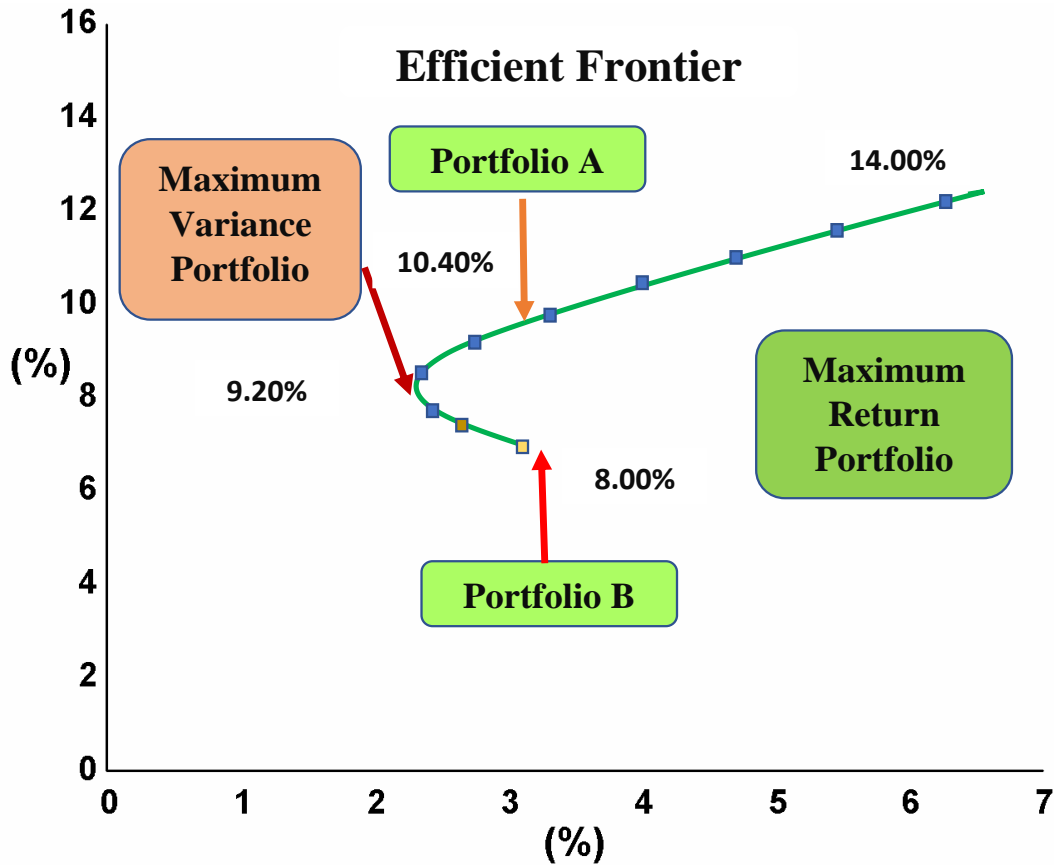 Efficient Frontier
16
14
12
10
8
6
4
2
0
(%)
Maximum
Variance
Portfolio
Portfolio A
14.00%
10.40%
9.20%
Maximum
Return
Portfolio
8.00%
Portfolio B
0 1 2 3 4 5 6 7
(%)